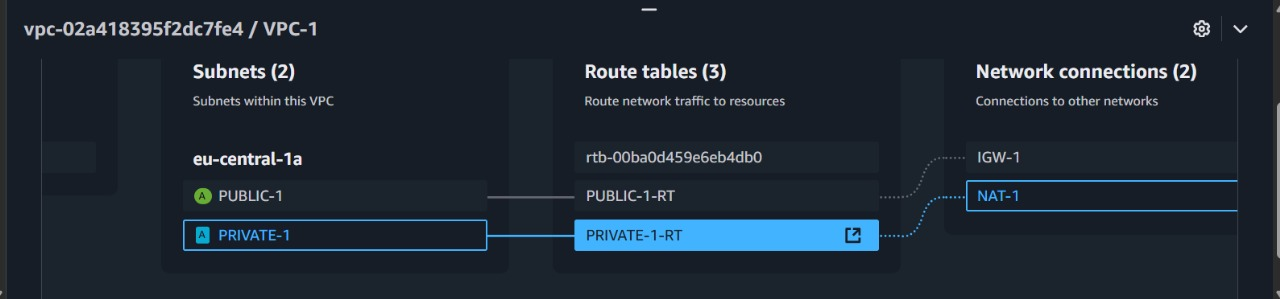 vpc-02a418395f2dc7fe4 / VPC-1
Subnets (2)
Subnets within this VPC
eu-central-1a
A PUBLIC-1
A PRIVATE-1
Route tables (3)
Route network traffic to resources
rtb-00ba0d459e6eb4db0
PUBLIC-1-RT
PRIVATE-1-RT
Network connections (2)
Connections to other networks
IGW-1
NAT-1